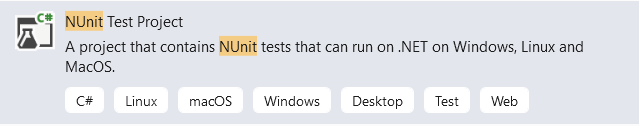 C#
NUnit Test Project
A project that contains NUnit tests that can run on .NET on Windows, Linux and
MacOS.
C# Linux macOS Windows Desktop Test Web